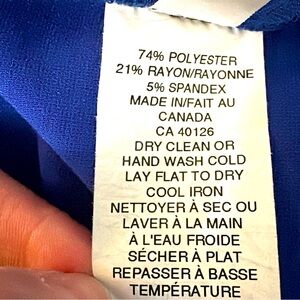 74% POLYESTER
21% RAYON/RAYONNE
5% SPANDEX
MADE IN/FAIT AU
CANADA
CA 40126
DRY CLEAN OR
HAND WASH COLD
LAY FLAT TO DRY
COOL IRON
NETTOYER À SEC OU
LAVER À LA MAIN
À L'EAU FROIDE
SÉCHER À PLAT
REPASSER À BASSE
TEMPÉRATURE